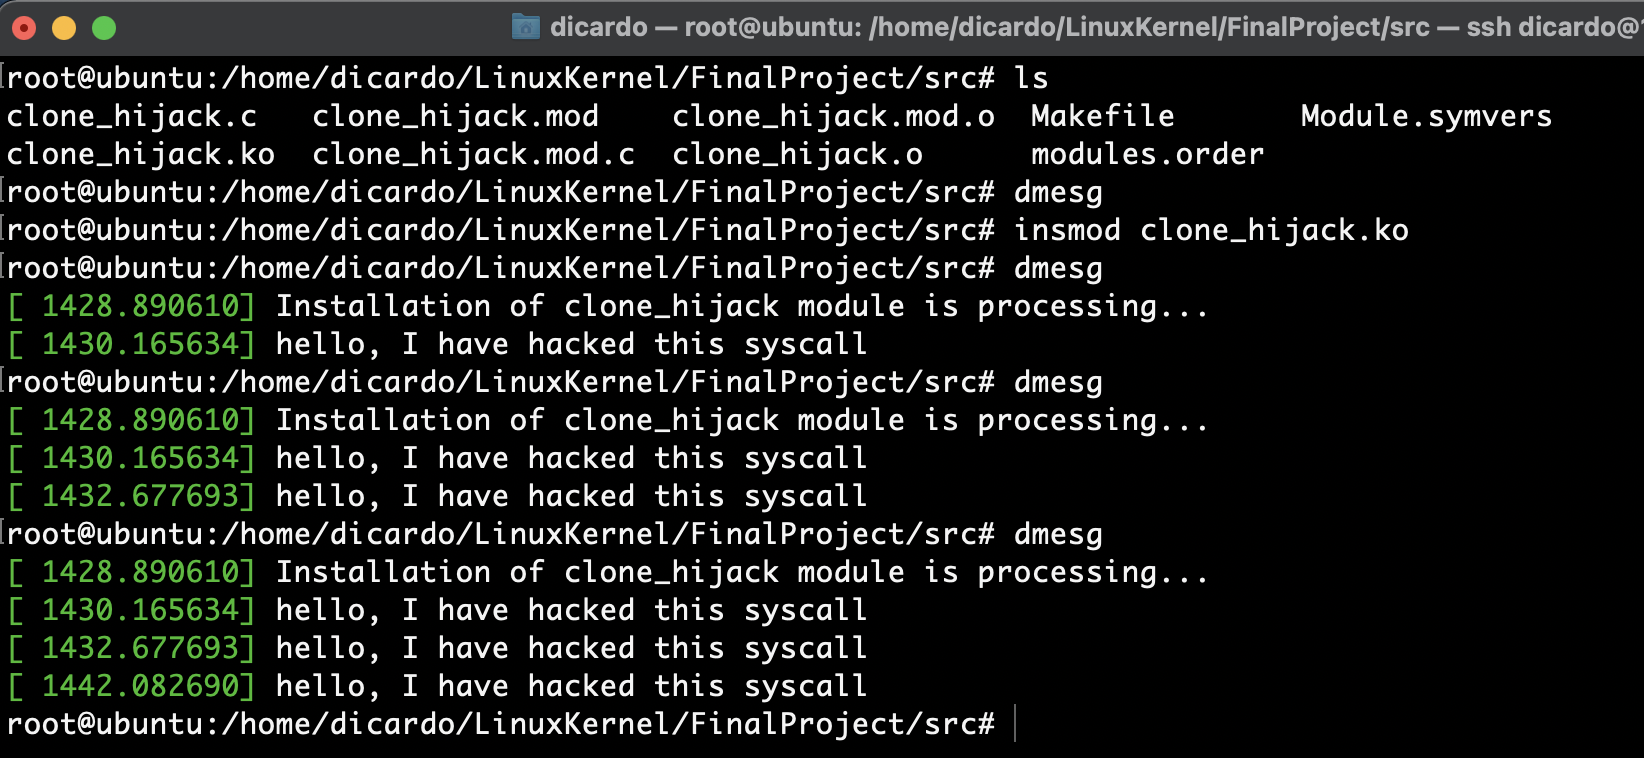 dicardo — root@ubuntu: /home/dicardo/LinuxKernel/FinalProject/src — ssh dicardo@
root@ubuntu:/home/dicardo/LinuxKernel/FinalProject/src# ls
clone_hijack.c clone_hijack.mod clone_hijack.mod.o Makefile Module.symvers
clone_hijack.ko clone_hijack.mod.c clone_hijack.o modules.order
root@ubuntu:/home/dicardo/LinuxKernel/FinalProject/src# dmesg
root@ubuntu:/home/dicardo/LinuxKernel/FinalProject/src# insmod clone_hijack.ko
root@ubuntu:/home/dicardo/LinuxKernel/FinalProject/src# dmesg
[ 1428.890610] Installation of clone_hijack module is processing...
[ 1430.165634] hello, I have hacked this syscall
root@ubuntu:/home/dicardo/LinuxKernel/FinalProject/src# dmesg
[ 1428.890610] Installation of clone_hijack module is processing...
[ 1430.165634] hello, I have hacked this syscall
[ 1432.677693] hello, I have hacked this syscall
root@ubuntu:/home/dicardo/LinuxKernel/FinalProject/src# dmesg
[ 1428.890610] Installation of clone_hijack module is processing...
[ 1430.165634] hello, I have hacked this syscall
[ 1432.677693] hello, I have hacked this syscall
[ 1442.082690] hello, I have hacked this syscall
root@ubuntu:/home/dicardo/LinuxKernel/FinalProject/src#